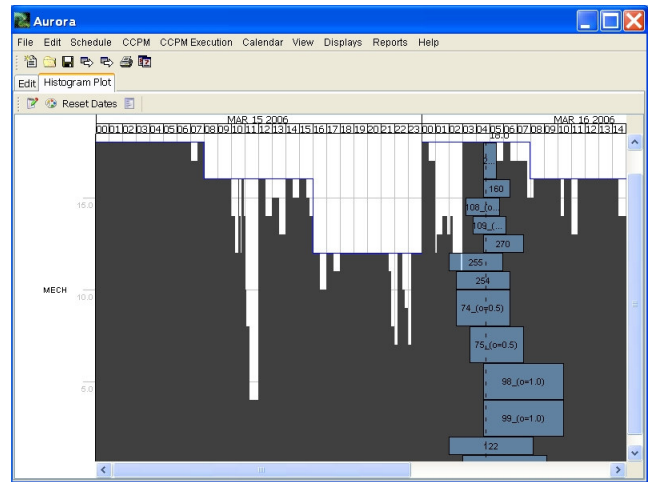 Aurora
File Edit Schedule CCPM CCPM Execution Calendar View Displays Reports Help
Edit Histogram Plot
Reset Dates
MAR 15 2006 MAR 16 2006
00 01 02 03 04 05 06 07 08 09 10 11 12 13 14 15 16 17 18 19 20 21 22 23 00 01 02 03 04 05 06 07 08 09 10 11 12 13 14
18.0
2...
160
15.0
108_(o...
109_(...
270
255
254
MECH
10.0
74_(o=0.5)
75_(o=0.5)
98_(o=1.0)
5.0
99_(o=1.0)
122